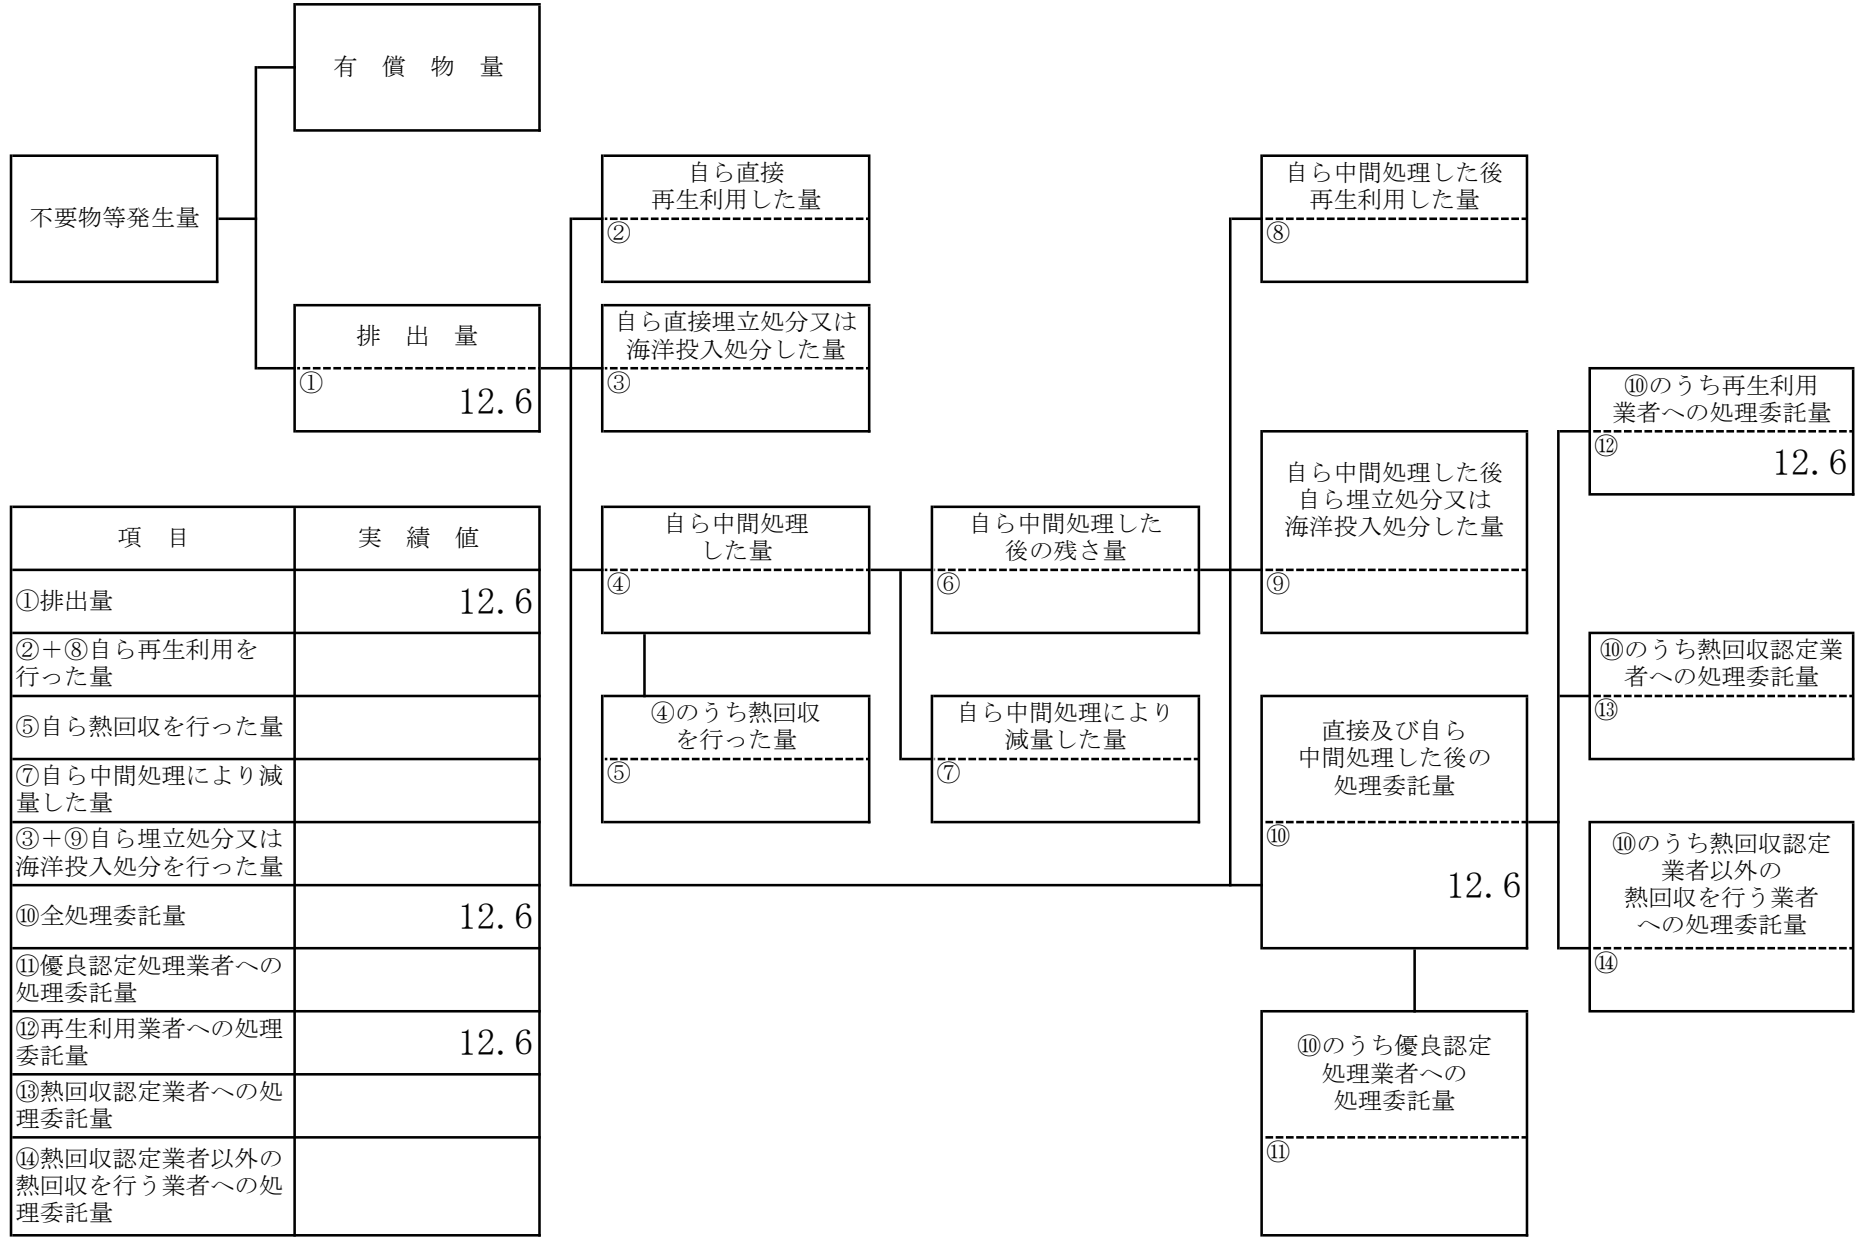 有　償　物　量
不要物等発生量
排　出　量
①
12.6
自ら直接
再生利用した量
②
自ら直接埋立処分又は
海洋投入処分した量
③
自ら中間処理
した量
④
④のうち熱回収
を行った量
⑤
自ら中間処理した
後の残さ量
⑥
自ら中間処理により
減量した量
⑦
自ら中間処理した後
再生利用した量
⑧
自ら中間処理した後
自ら埋立処分又は
海洋投入処分した量
⑨
直接及び自ら
中間処理した後の
処理委託量
⑩
12.6
⑩のうち優良認定
処理業者への
処理委託量
⑪
⑩のうち再生利用
業者への処理委託量
⑫
12.6
⑩のうち熱回収認定業
者への処理委託量
⑬
⑩のうち熱回収認定
業者以外の
熱回収を行う業者
への処理委託量
⑭
項　目　実　績　値
①排出量　12.6
②＋⑧自ら再生利用を
行った量
⑤自ら熱回収を行った量
⑦自ら中間処理により減
量した量
③＋⑨自ら埋立処分又は
海洋投入処分を行った量
⑩全処理委託量　12.6
⑪優良認定処理業者への
処理委託量
⑫再生利用業者への処理
委託量　12.6
⑬熱回収認定業者への処
理委託量
⑭熱回収認定業者以外の
熱回収を行う業者への処
理委託量